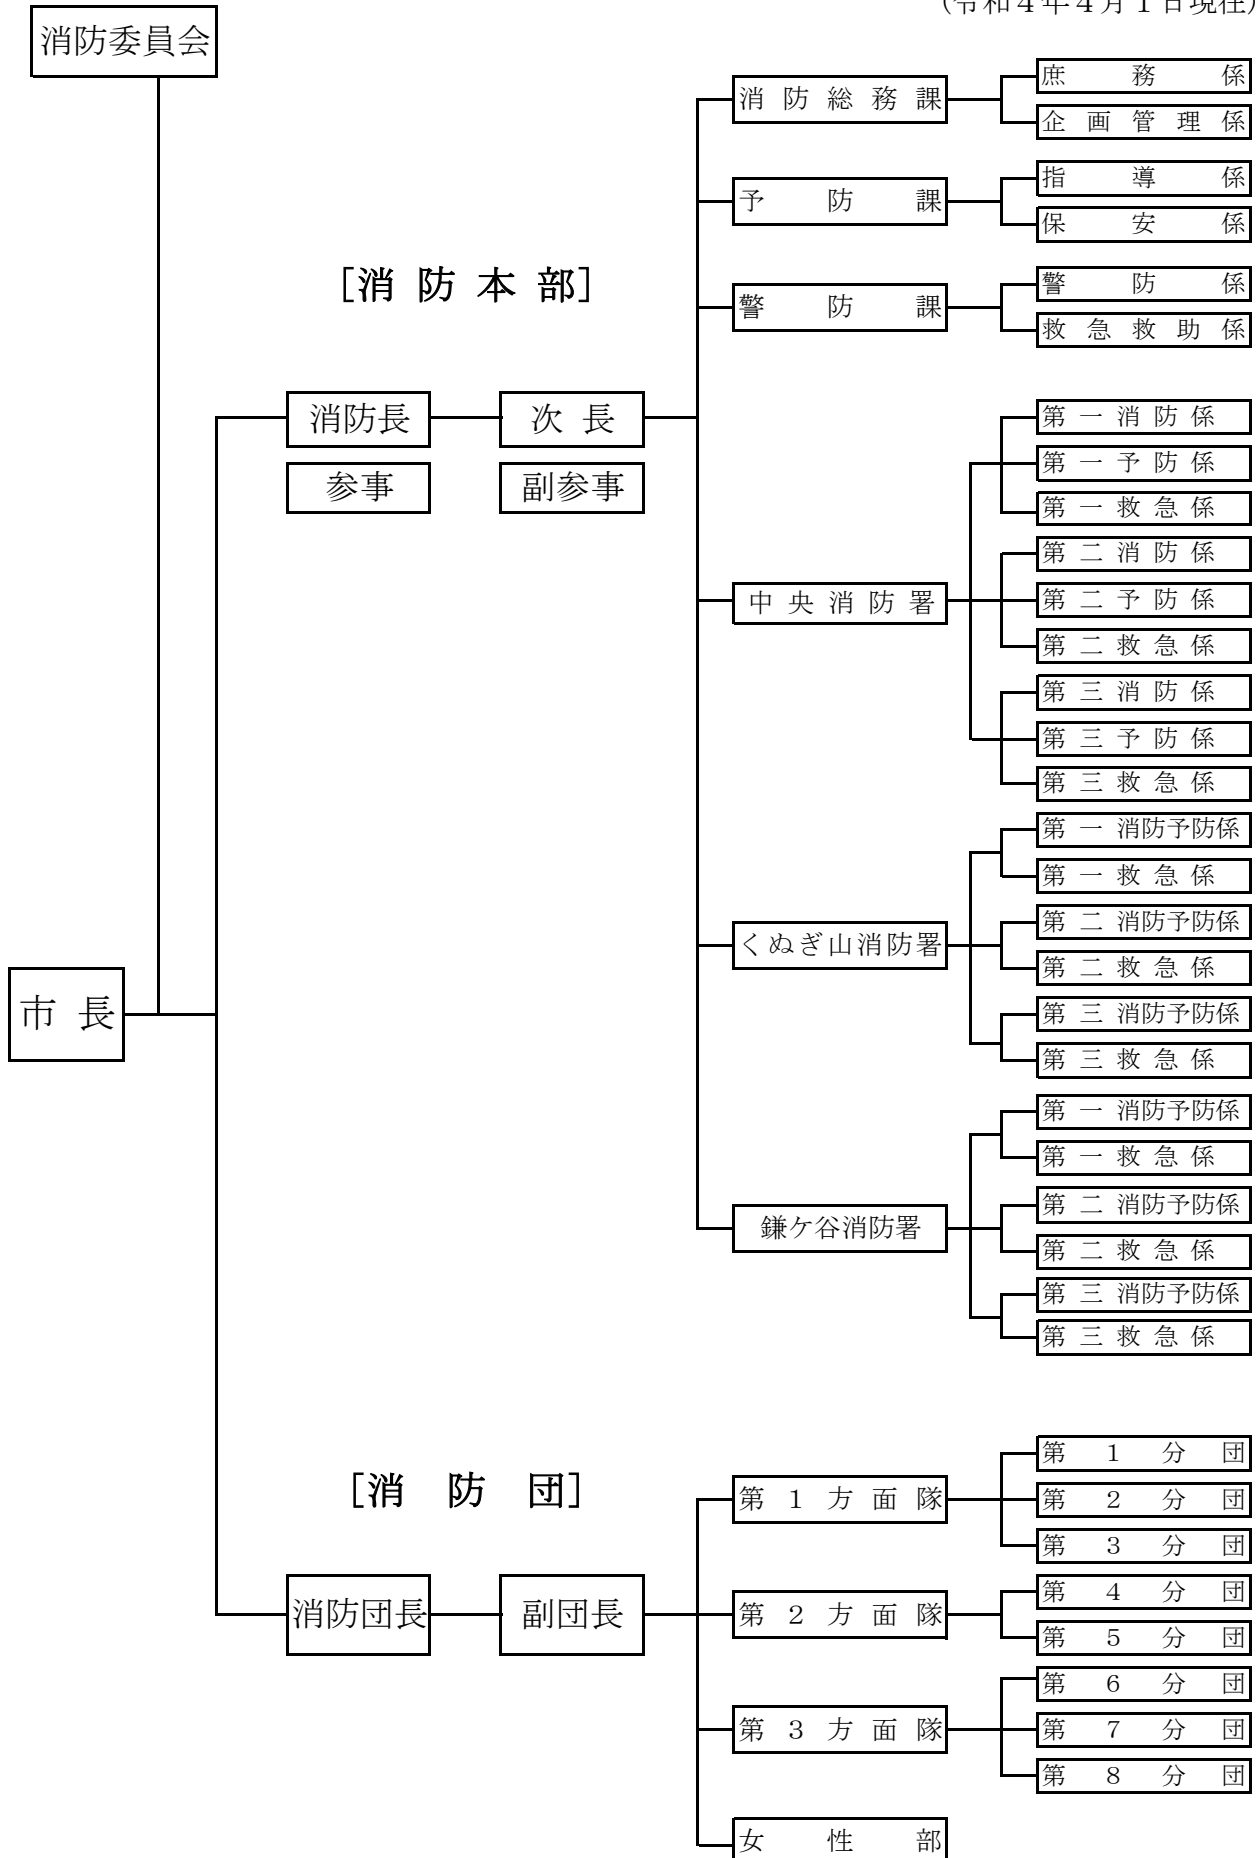 (令和４年４月１日現在)
消防委員会
消防総務課
庶務係
企画管理係
予防課
指導係
保安係
[消防本部]
警防課
警防係
救急救助係
消防長
次長
参事
副参事
中央消防署
第一消防係
第一予防係
第一救急係
第二消防係
第二予防係
第二救急係
第三消防係
第三予防係
第三救急係
くぬぎ山消防署
第一消防予防係
第一救急係
第二消防予防係
第二救急係
第三消防予防係
第三救急係
市長
鎌ケ谷消防署
第一消防予防係
第一救急係
第二消防予防係
第二救急係
第三消防予防係
第三救急係
[消防団]
消防団長
副団長
第１方面隊
第１分団
第２分団
第３分団
第２方面隊
第４分団
第５分団
第３方面隊
第６分団
第７分団
第８分団
女性部